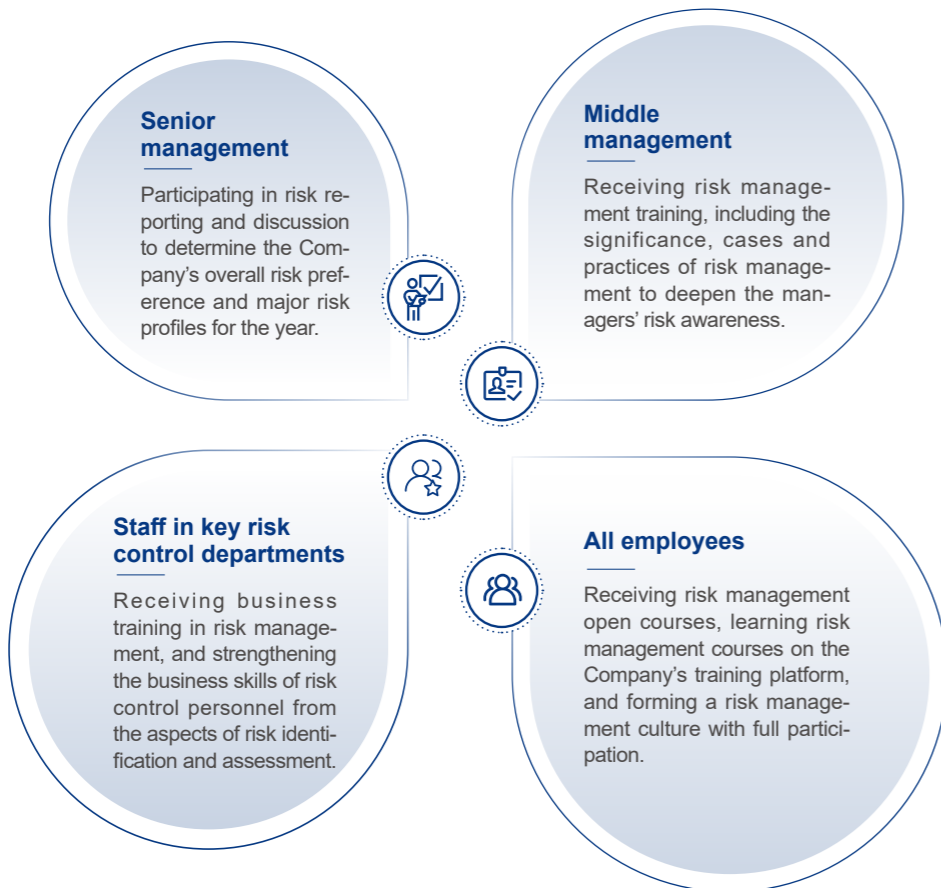 Senior
management
Participating in risk re-
porting and discussion
to determine the Com-
pany’s overall risk pref-
erence and major risk
profiles for the year.
Middle
management
Receiving risk manage-
ment training, including the
significance, cases and
practices of risk manage-
ment to deepen the man-
agers’ risk awareness.
Staff in key risk
control departments
Receiving business
training in risk manage-
ment, and strengthening
the business skills of risk
control personnel from
the aspects of risk identi-
fication and assessment.
All employees
Receiving risk management
open courses, learning risk
management courses on the
Company’s training platform,
and forming a risk manage-
ment culture with full partici-
pation.